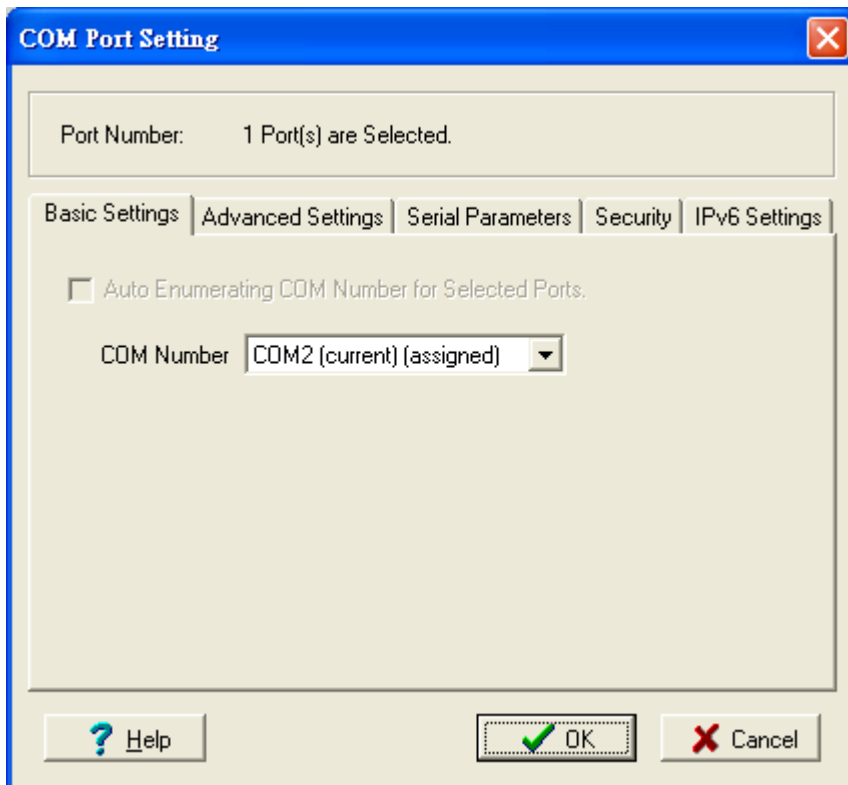 COM Port Setting
Port Number: 1 Port(s) are Selected.
Basic Settings Advanced Settings Serial Parameters Security IPv6 Settings
Auto Enumerating COM Number for Selected Ports.
COM Number COM2 (current) (assigned)
Help OK Cancel